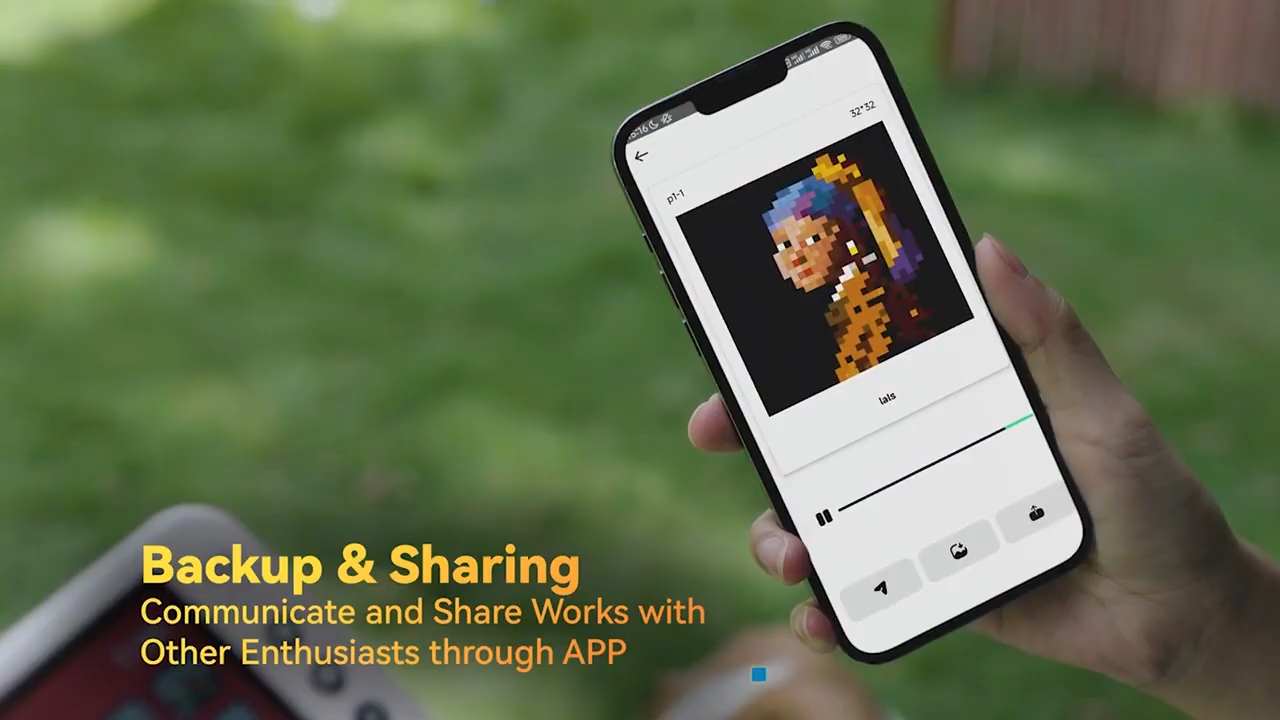 32*32
p1-1
lals
Backup & Sharing
Communicate and Share Works with
Other Enthusiasts through APP